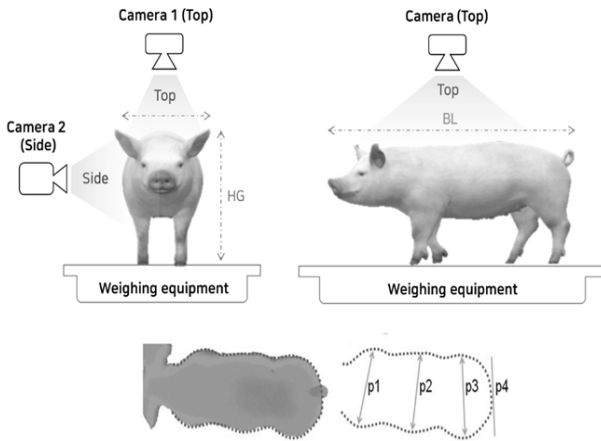 Camera 1 (Top)
Top
Camera 2
(Side)
Side
HG
Weighing equipment
Camera (Top)
Top
BL
Weighing equipment
p1
p2
p3
p4